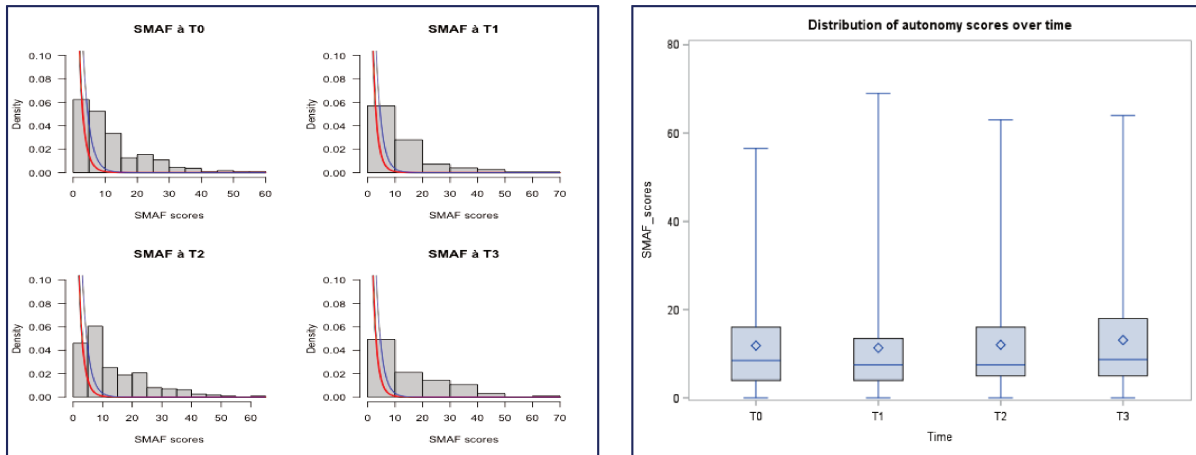 SMAF à T0
0.10
0.08
0.06
0.04
0.02
0.00
Density
0 10 20 30 40 50 60
SMAF scores
SMAF à T1
0.10
0.08
0.06
0.04
0.02
0.00
Density
0 10 20 30 40 50 60 70
SMAF scores
SMAF à T2
0.10
0.08
0.06
0.04
0.02
0.00
Density
0 10 20 30 40 50 60
SMAF scores
SMAF à T3
0.10
0.08
0.06
0.04
0.02
0.00
Density
0 10 20 30 40 50 60 70
SMAF scores
Distribution of autonomy scores over time
80
60
40
20
0
SMAF_scores
T0 T1 T2 T3
Time